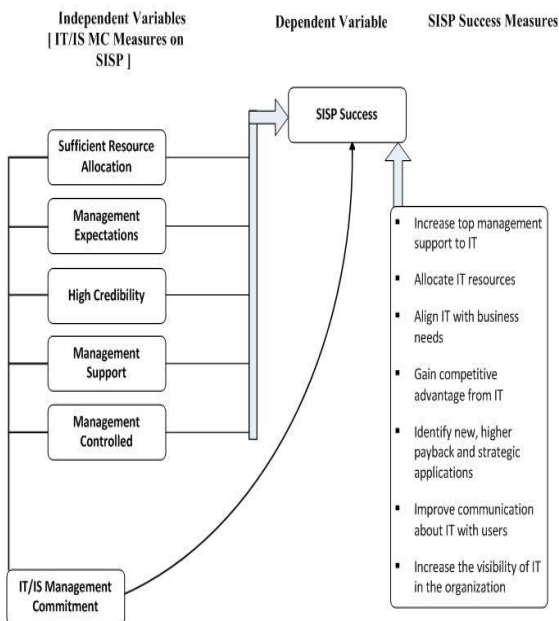 Independent Variables
[ IT/IS MC Measures on
SISP ]
Dependent Variable
SISP Success Measures
SISP Success
Sufficient Resource
Allocation
Management
Expectations
High Credibility
Management
Support
Management
Controlled
IT/IS Management
Commitment
▪ Increase top management
support to IT
▪ Allocate IT resources
▪ Align IT with business
needs
▪ Gain competitive
advantage from IT
▪ Identify new, higher
payback and strategic
applications
▪ Improve communication
about IT with users
▪ Increase the visibility of IT
in the organization